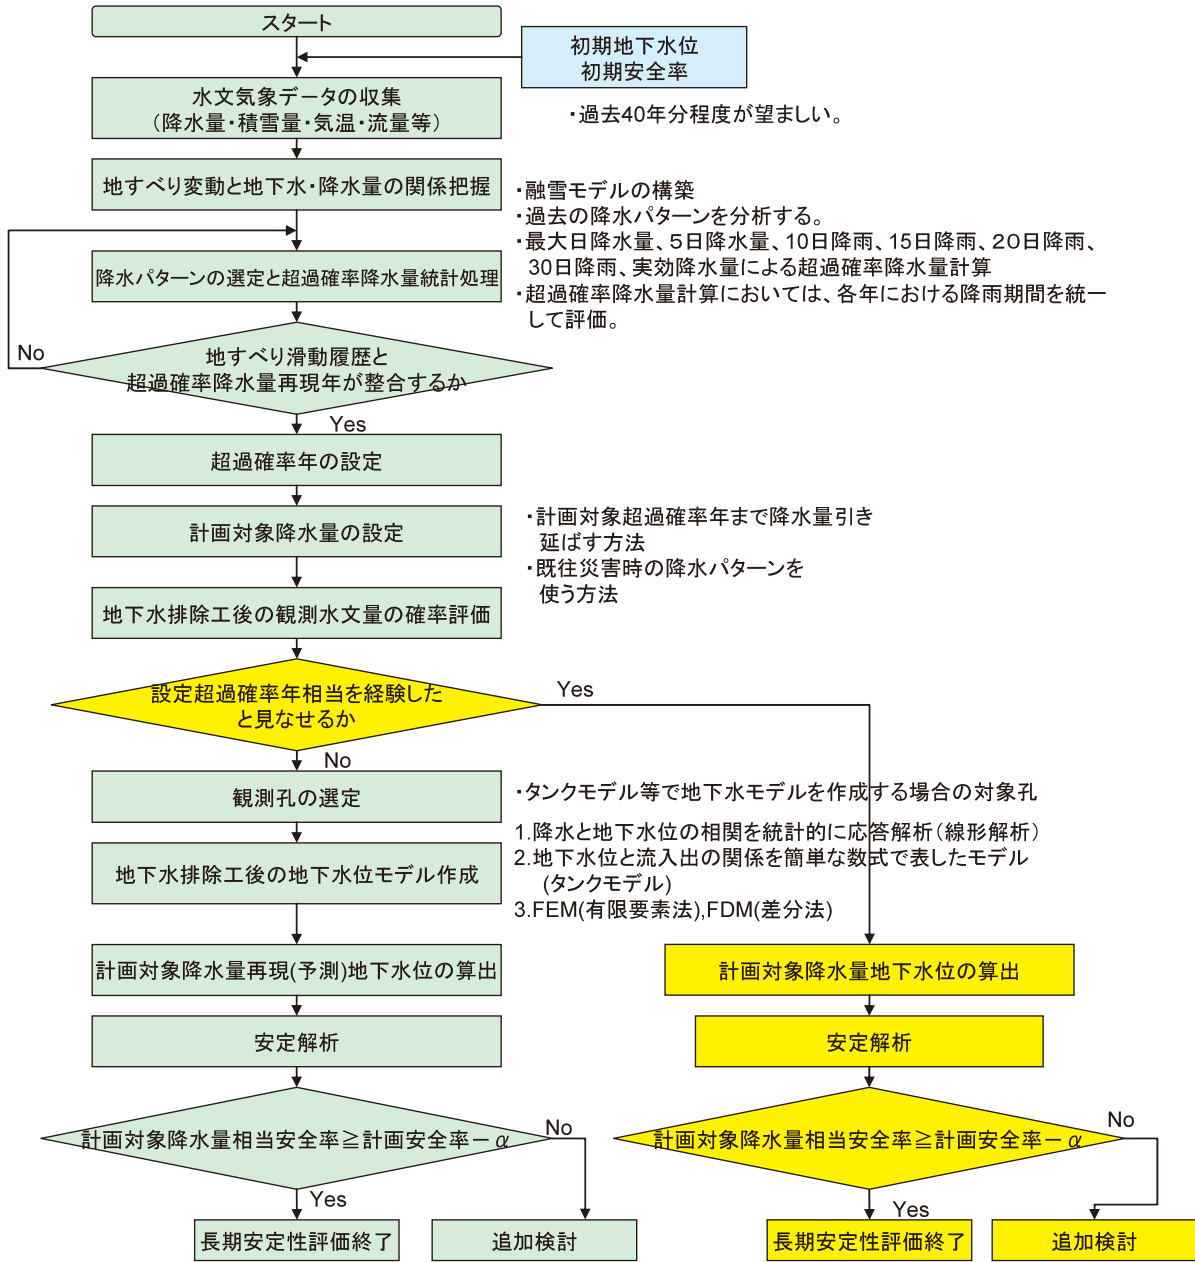 スタート
初期地下水位
初期安全率
水文気象データの収集
（降水量・積雪量・気温・流量等）
・過去40年分程度が望ましい。
地すべり変動と地下水・降水量の関係把握
・融雪モデルの構築
・過去の降水パターンを分析する。
・最大日降水量、5日降水量、10日降雨、15日降雨、20日降雨、
30日降雨、実効降水量による超過確率降水量計算
・超過確率降水量計算においては、各年における降雨期間を統一
して評価。
降水パターンの選定と超過確率降水量統計処理
No
地すべり滑動履歴と
超過確率降水量再現年が整合するか
Yes
超過確率年の設定
計画対象降水量の設定
・計画対象超過確率年まで降水量引き
延ばす方法
・既往災害時の降水パターンを
使う方法
地下水排除工後の観測水文量の確率評価
設定超過確率年相当を経験した
と見なせるか
Yes
No
観測孔の選定
・タンクモデル等で地下水モデルを作成する場合の対象孔
地下水排除工後の地下水位モデル作成
1.降水と地下水位の相関を統計的に応答解析（線形解析）
2.地下水位と流入出の関係を簡単な数式で表したモデル
(タンクモデル)
3.FEM(有限要素法),FDM(差分法)
計画対象降水量再現(予測)地下水位の算出
計画対象降水量地下水位の算出
安定解析
安定解析
計画対象降水量相当安全率≧計画安全率－α
No
計画対象降水量相当安全率≧計画安全率－α
No
Yes
Yes
長期安定性評価終了
追加検討
長期安定性評価終了
追加検討